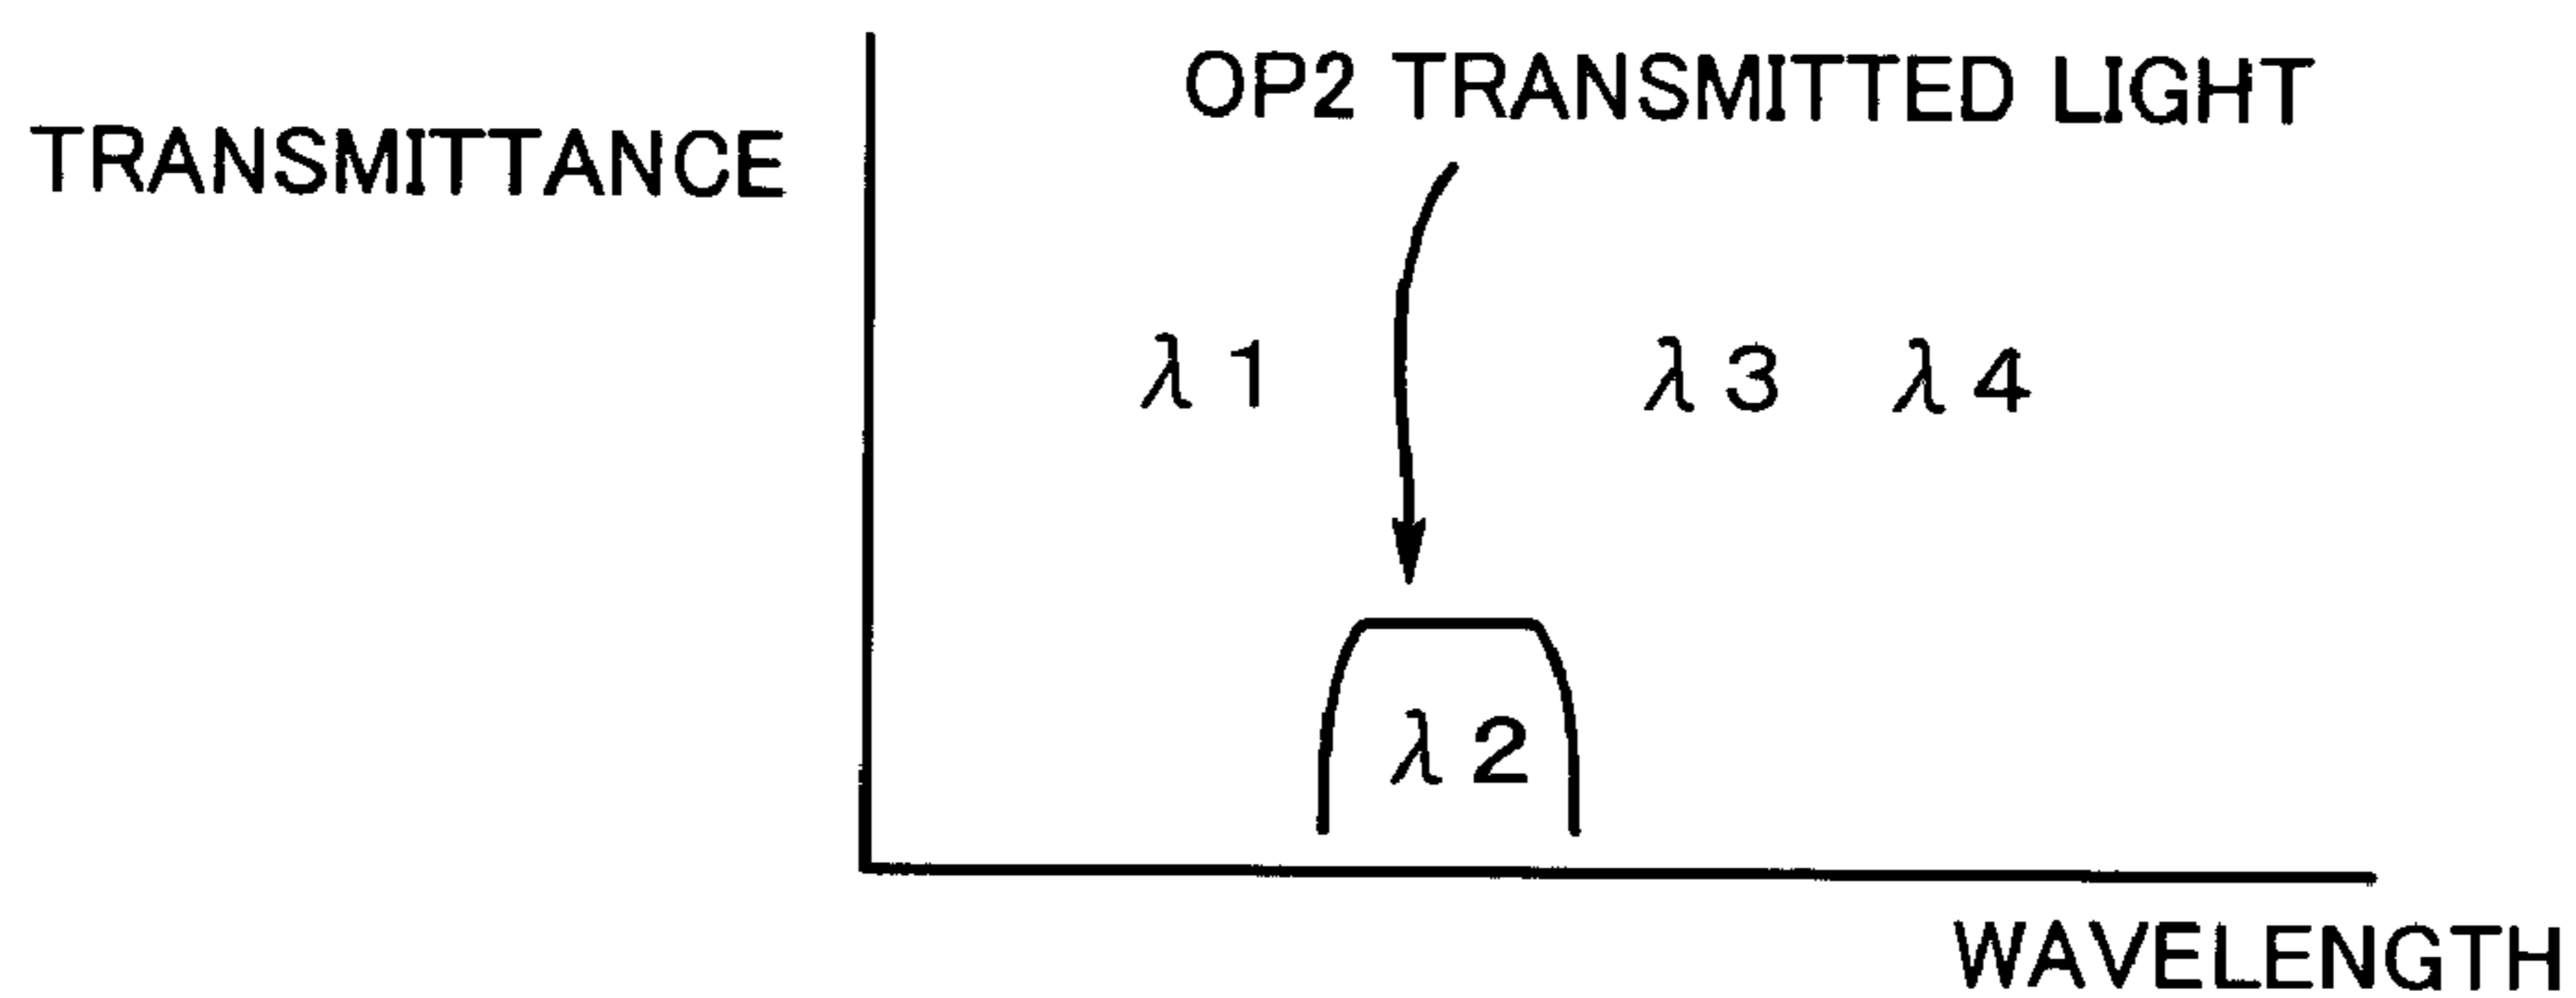 OP2 TRANSMITTED LIGHT
TRANSMITTANCE
λ1
λ3 λ4
λ2
WAVELENGTH